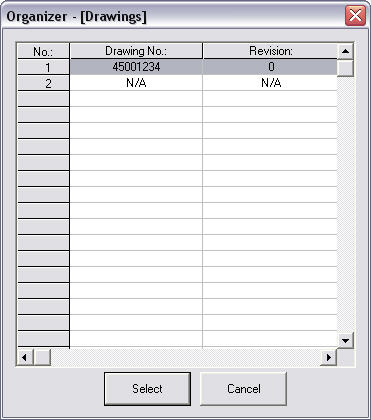 Organizer - [Drawings]
No.: Drawing No.: Revision:
1 45001234 0
2 N/A N/A
Select Cancel